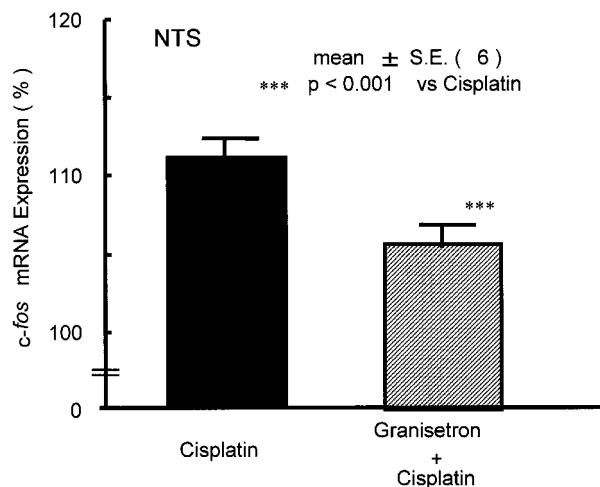 120
NTS
mean ± S.E. ( 6 )
*** p < 0.001 vs Cisplatin
c-fos mRNA Expression ( % )
110
***
100
0
Cisplatin
Granisetron
+
Cisplatin